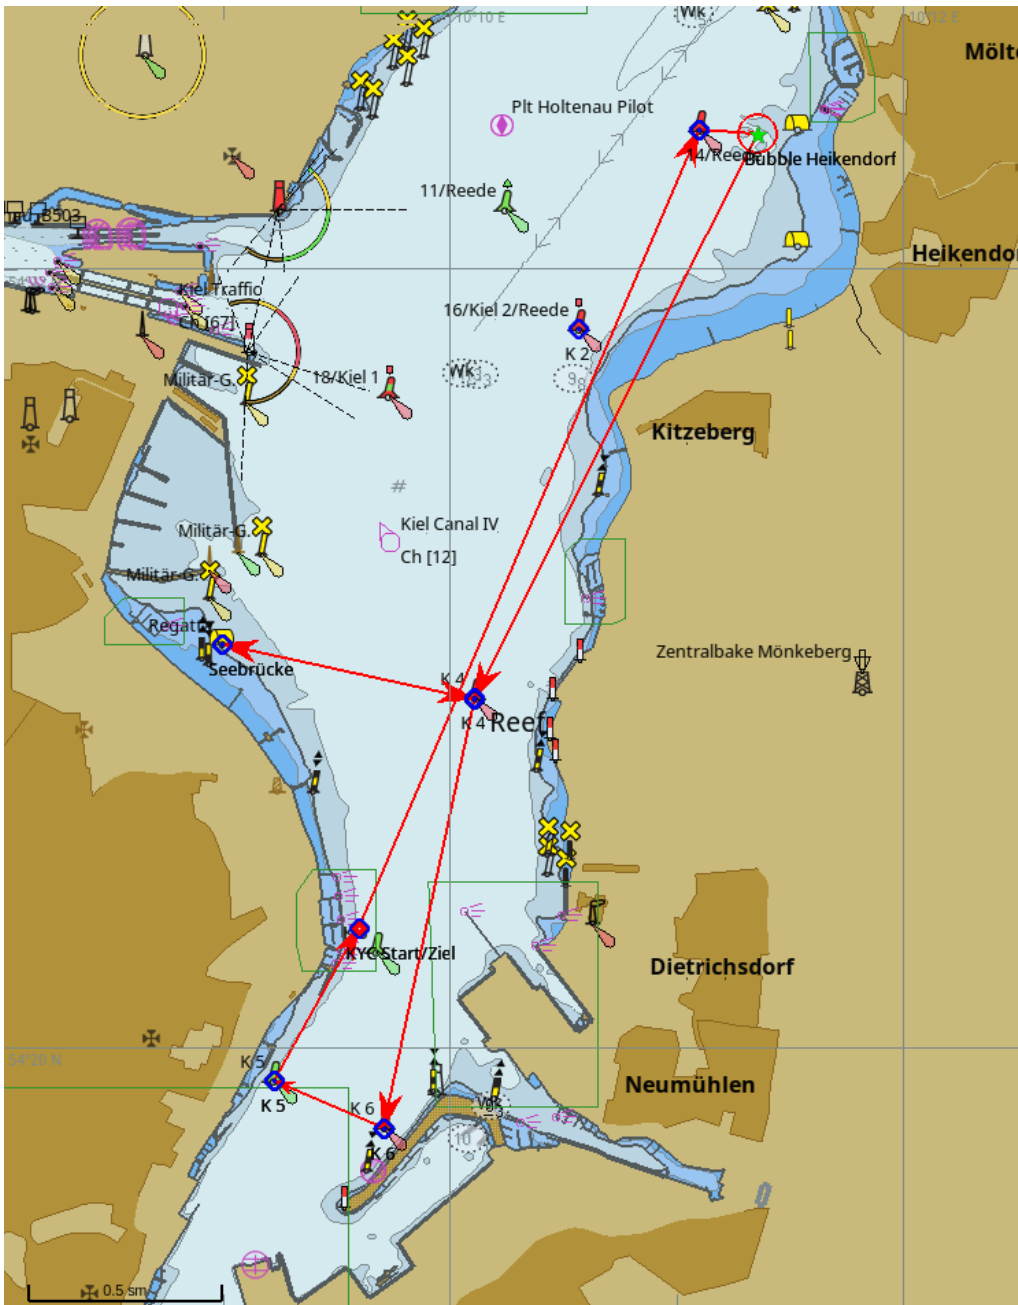 Wk
10°10 E
10°12 E
Mölt
Plt Holtenau Pilot
14/Reede
Bubble Heikendorf
11/Reede
B503
Heikendo
Kiel Traffic
Ch [67]
16/Kiel 2/Reede
K 2
18/Kiel 1
Wk
Militär-G.
9₈
Kitzeberg
#
Kiel Canal IV
Ch [12]
Militär-G.
Militär-G.
Regatta
Seebrücke
Zentralbake Mönkeberg
K 4
K 4
Reef
KYC Start/Ziel
Dietrichsdorf
54°20 N
K 5
K 5
Neumühlen
K 6
K 6
10
0.5 sm